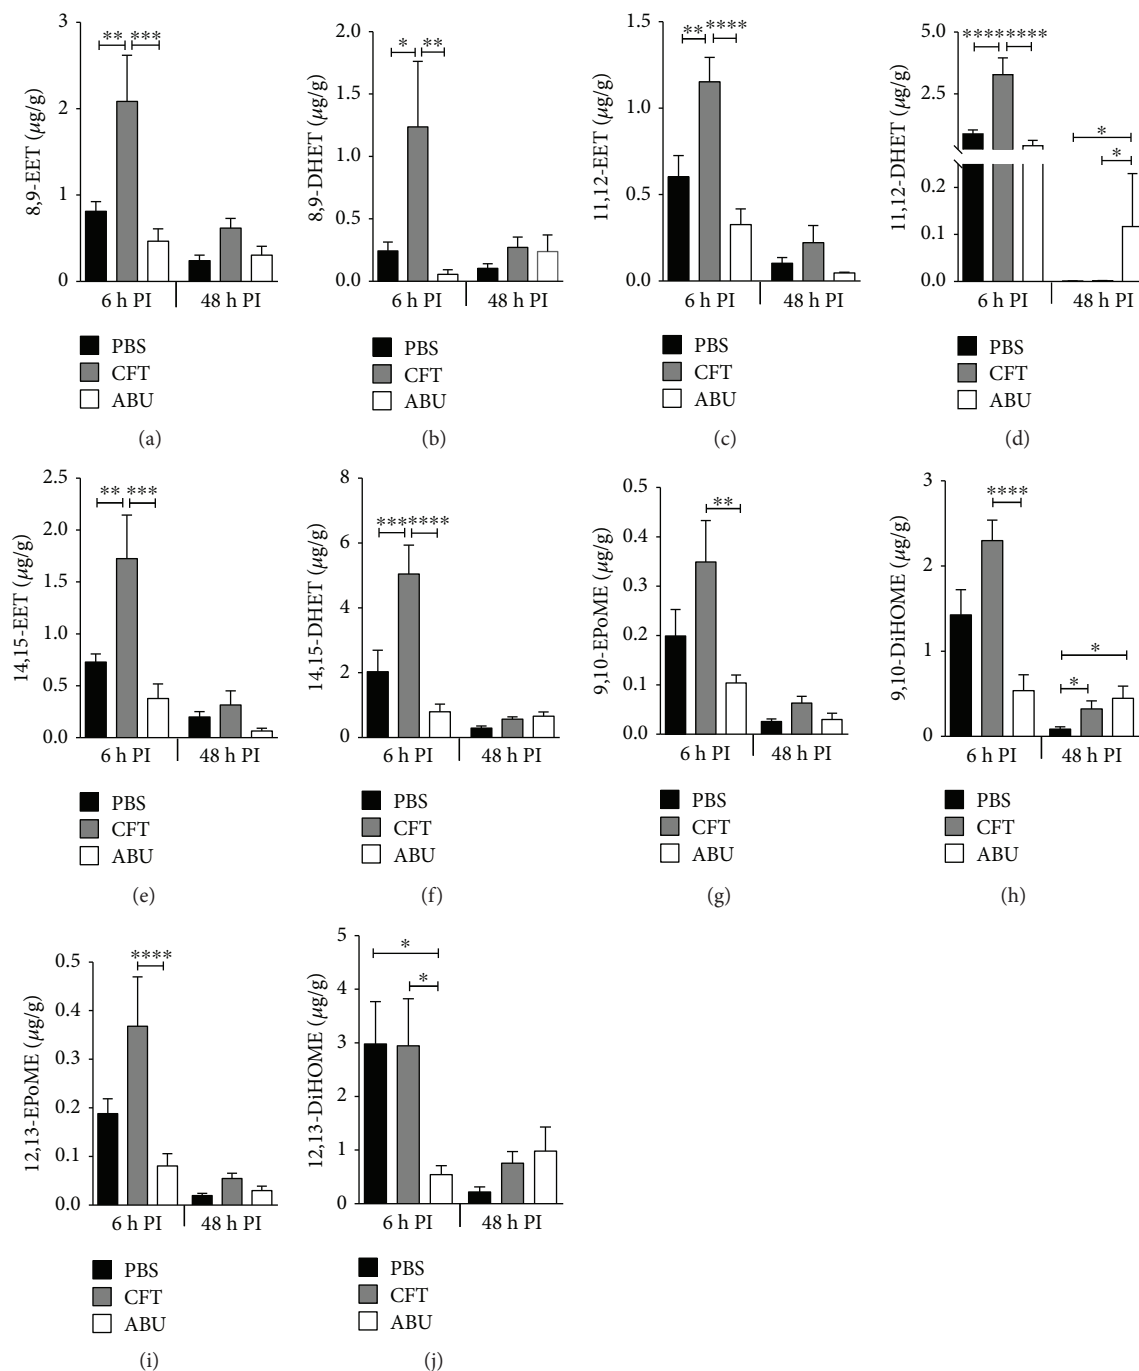 8,9-EET (µg/g)
3
2
1
0
** ***
6 h PI 48 h PI
PBS
CFT
ABU
(a)
8,9-DHET (µg/g)
2.0
1.5
1.0
0.5
0.0
* **
6 h PI 48 h PI
PBS
CFT
ABU
(b)
11,12-EET (µg/g)
1.5
1.0
0.5
0.0
** ****
6 h PI 48 h PI
PBS
CFT
ABU
(c)
11,12-DHET (µg/g)
5.0
2.5
0.2
0.1
0.0
**** ****
*
*
6 h PI 48 h PI
PBS
CFT
ABU
(d)
14,15-EET (µg/g)
2.5
2.0
1.5
1.0
0.5
0.0
** ***
6 h PI 48 h PI
PBS
CFT
ABU
(e)
14,15-DHET (µg/g)
8
6
4
2
0
*** ****
6 h PI 48 h PI
PBS
CFT
ABU
(f)
9,10-EPoME (µg/g)
0.5
0.4
0.3
0.2
0.1
0.0
**
6 h PI 48 h PI
PBS
CFT
ABU
(g)
9,10-DiHOME (µg/g)
3
2
1
0
****
*
*
6 h PI 48 h PI
PBS
CFT
ABU
(h)
12,13-EPoME (µg/g)
0.5
0.4
0.3
0.2
0.1
0.0
****
6 h PI 48 h PI
PBS
CFT
ABU
(i)
12,13-DiHOME (µg/g)
5
4
3
2
1
0
*
*
6 h PI 48 h PI
PBS
CFT
ABU
(j)